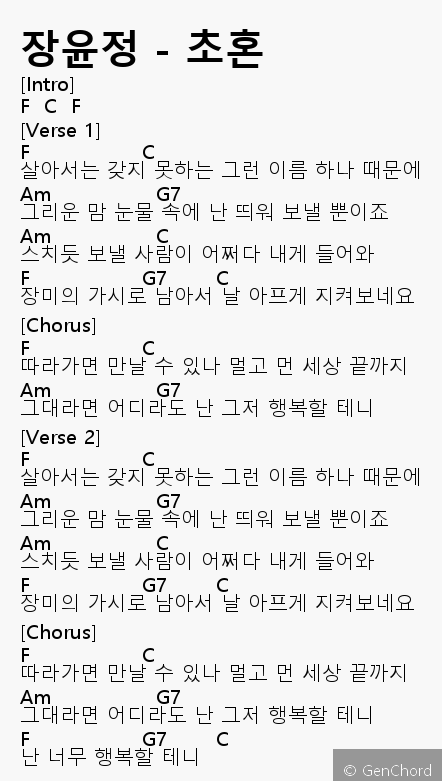 장윤정 - 초혼
[Intro]
F C F
[Verse 1]
F C
살아서는 갖지 못하는 그런 이름 하나 때문에
Am G7
그리운 맘 눈물 속에 난 띄워 보낼 뿐이죠
Am C
스치듯 보낼 사람이 어쩌다 내게 들어와
F G7 C
장미의 가시로 남아서 날 아프게 지켜보네요
[Chorus]
F C
따라가면 만날 수 있나 멀고 먼 세상 끝까지
Am G7
그대라면 어디라도 난 그저 행복할 테니
[Verse 2]
F C
살아서는 갖지 못하는 그런 이름 하나 때문에
Am G7
그리운 맘 눈물 속에 난 띄워 보낼 뿐이죠
Am C
스치듯 보낼 사람이 어쩌다 내게 들어와
F G7 C
장미의 가시로 남아서 날 아프게 지켜보네요
[Chorus]
F C
따라가면 만날 수 있나 멀고 먼 세상 끝까지
Am G7
그대라면 어디라도 난 그저 행복할 테니
F G7 C
난 너무 행복할 테니
© GenChord